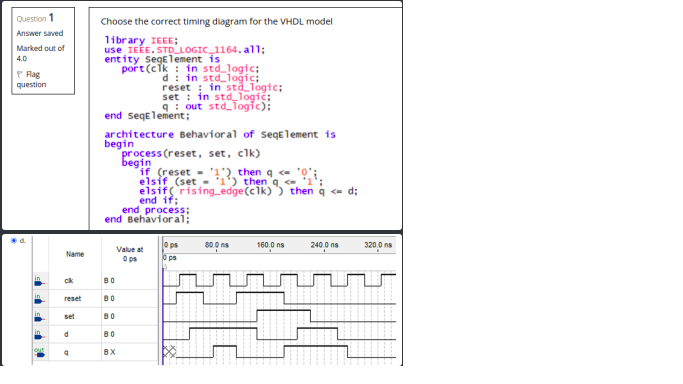 Question 1
Answer saved
Marked out of
4.0
Flag
question
Choose the correct timing diagram for the VHDL model
library IEEE;
use IEEE.STD_LOGIC_1164.all;
entity SeqElement is
port(clk : in std_logic;
d : in std_logic;
reset : in std_logic;
set : in std_logic;
q : out std_logic);
end SeqElement;
architecture Behavioral of SeqElement is
begin
process(reset, set, clk)
begin
if (reset = '1') then q <= '0';
elsif (set = '1') then q <= '1';
elsif( rising_edge(clk) ) then q <= d;
end if;
end process;
end Behavioral;
d.
Name
Value at
0 ps
0 ps 80.0 ns 160.0 ns 240.0 ns 320.0 ns
0 ps
in clk B 0
in reset B 0
in set B 0
in d B 0
out q B X